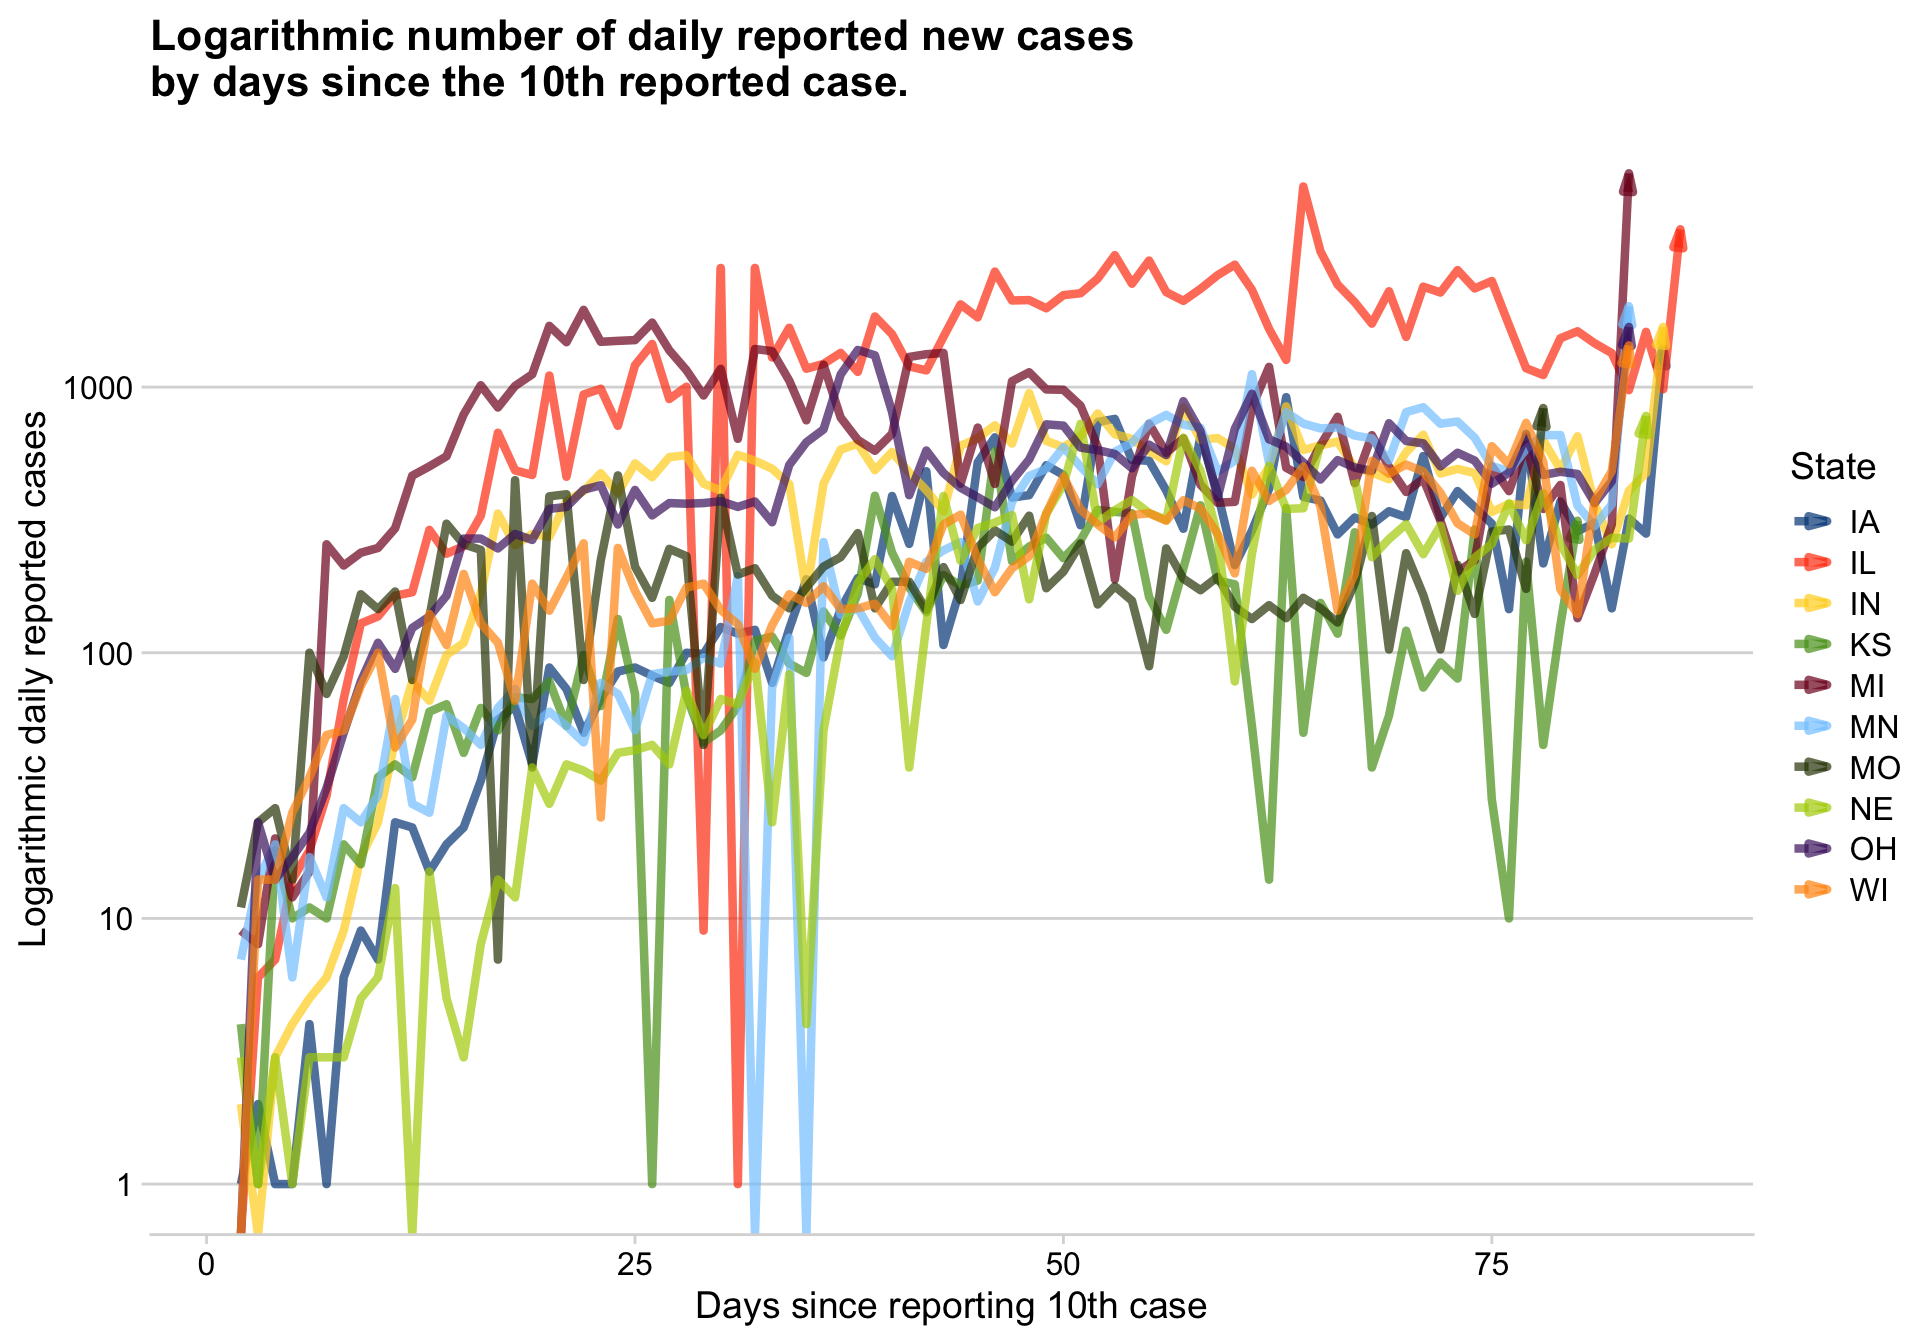 Logarithmic number of daily reported new cases
by days since the 10th reported case.
Logarithmic daily reported cases
1000
100
10
1
0
25
50
75
Days since reporting 10th case
State
IA
IL
IN
KS
MI
MN
MO
NE
OH
WI